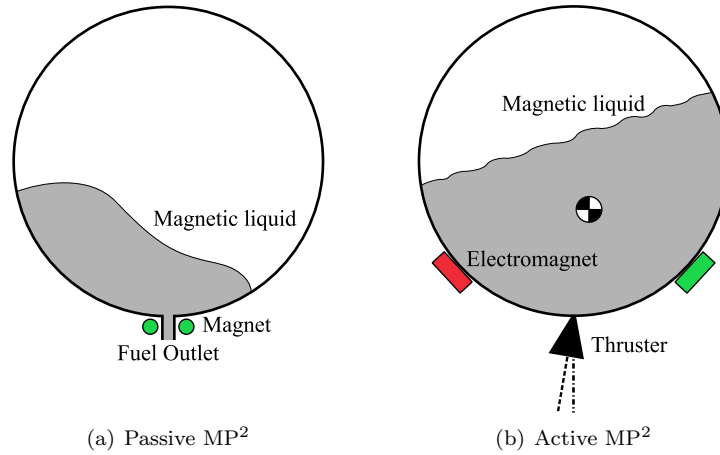 Magnetic liquid
Magnet
Fuel Outlet
(a) Passive MP²
Magnetic liquid
Electromagnet
Thruster
(b) Active MP²